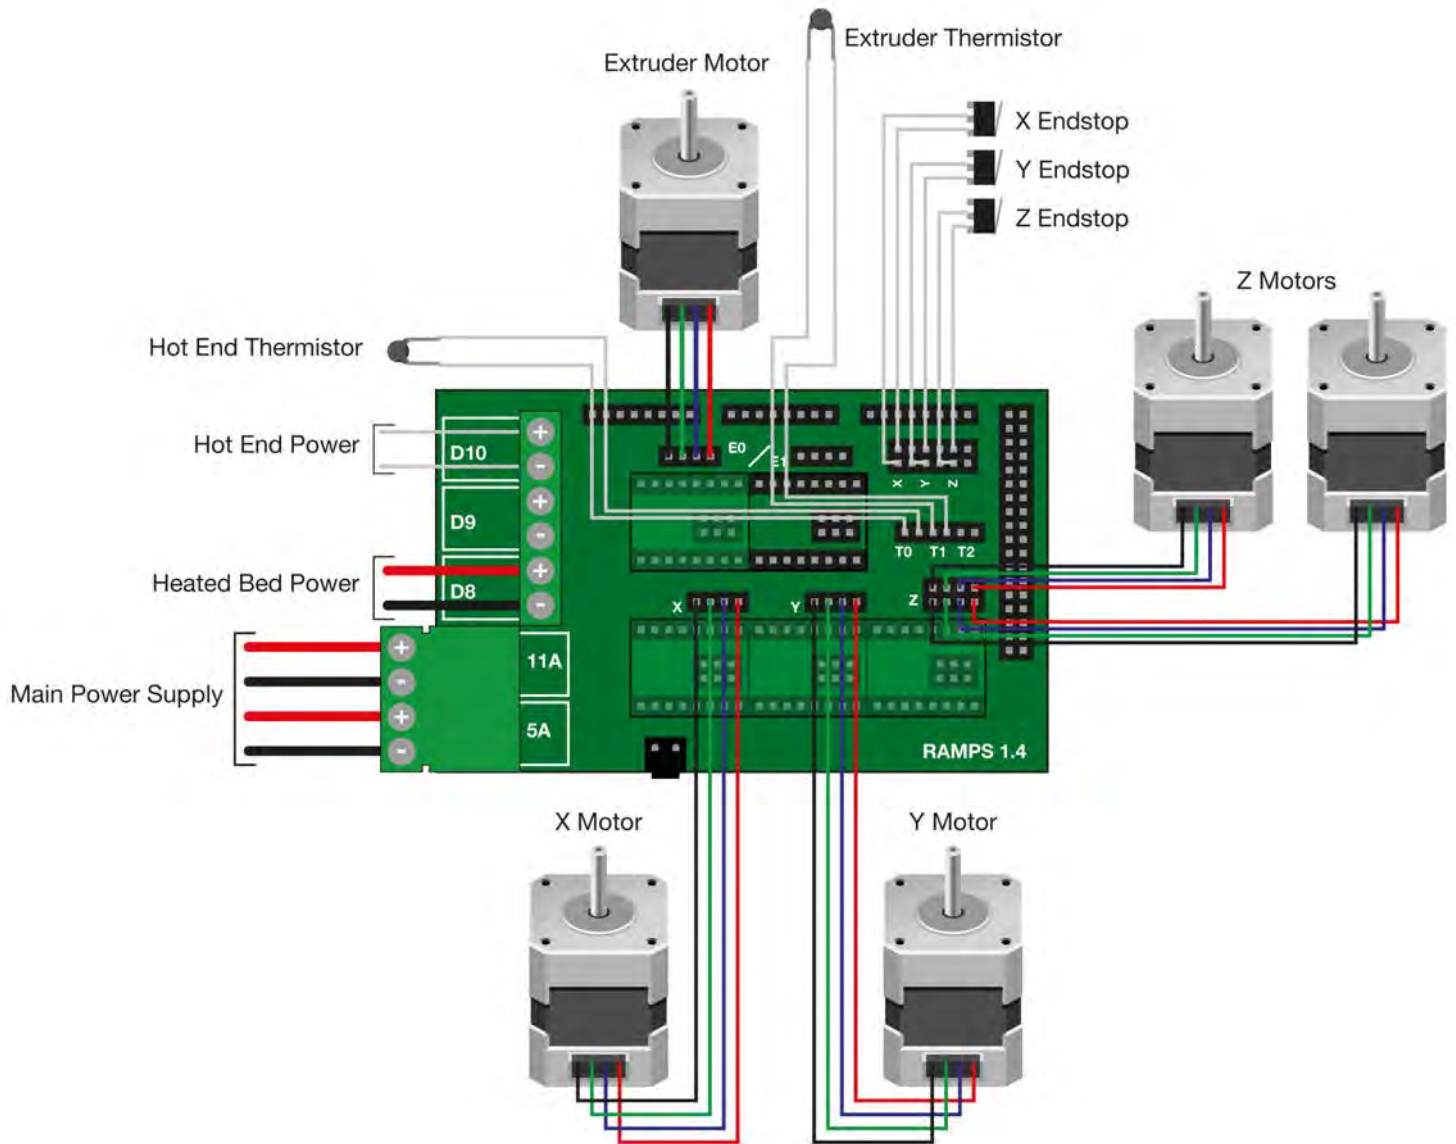 Extruder Thermistor
Extruder Motor
X Endstop
Y Endstop
Z Endstop
Z Motors
Hot End Thermistor
Hot End Power
D10
E0
E1
X
Y
Z
D9
T0 T1 T2
Heated Bed Power
D8
X
Y
Z
11A
Main Power Supply
5A
RAMPS 1.4
X Motor
Y Motor